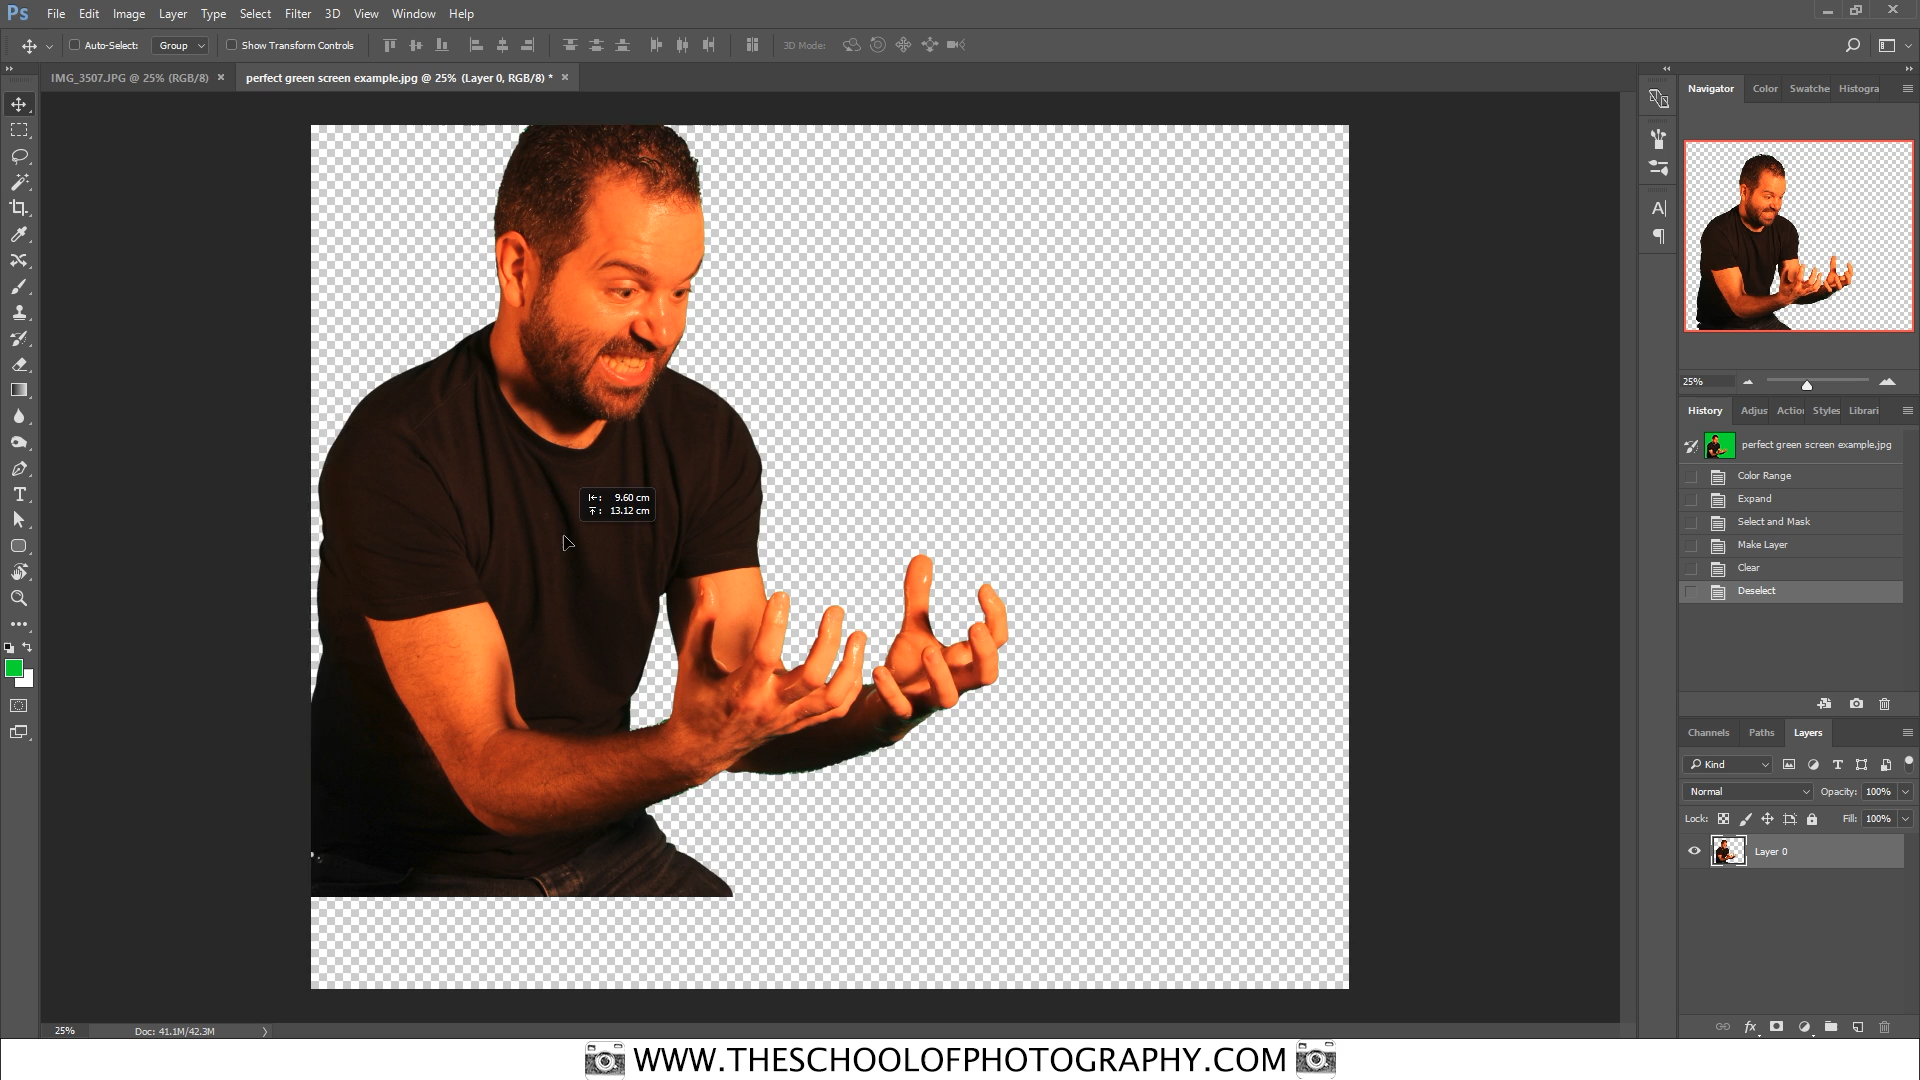 Ps File Edit Image Layer Type Select Filter 3D View Window Help
Auto-Select: Group Show Transform Controls 3D Mode:
IMG_3507.JPG @ 25% (RGB/8) × perfect green screen example.jpg @ 25% (Layer 0, RGB/8) * ×
Navigator Color Swatche Histogra
25%
History Adjus Action Styles Librari
perfect green screen example.jpg
Color Range
Expand
Select and Mask
Make Layer
Clear
Deselect
9.60 cm
13.12 cm
Channels Paths Layers
Kind
Normal Opacity: 100%
Lock: Fill: 100%
Layer 0
25% Doc: 41.1M/42.3M
WWW.THESCHOOLOFPHOTOGRAPHY.COM